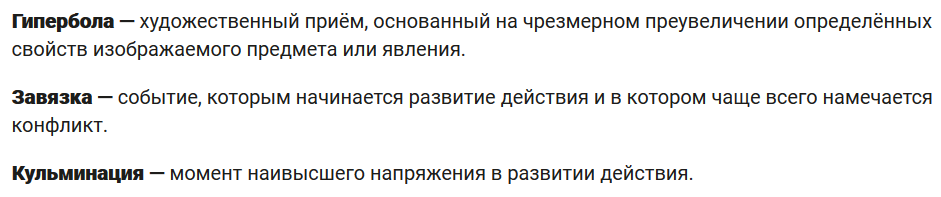 Гипербола — художественный приём, основанный на чрезмерном преувеличении определённых
свойств изображаемого предмета или явления.
Завязка — событие, которым начинается развитие действия и в котором чаще всего намечается
конфликт.
Кульминация — момент наивысшего напряжения в развитии действия.